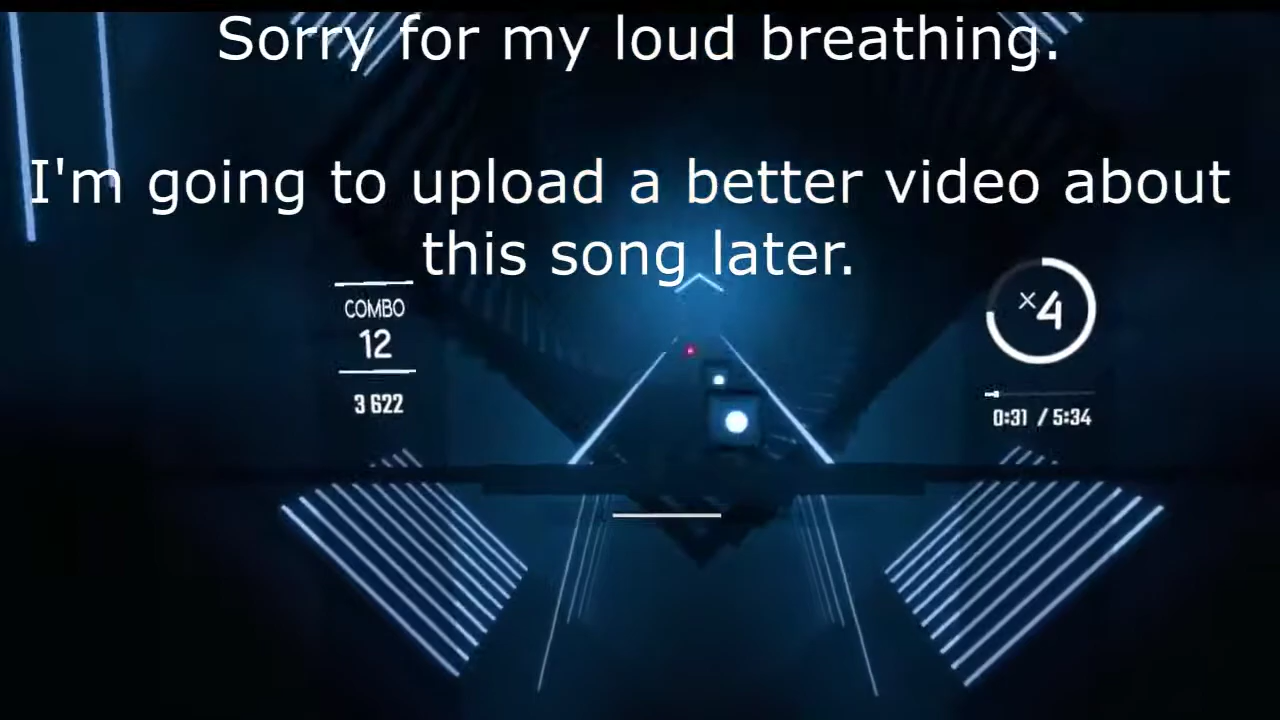 Sorry for my loud breathing.
I'm going to upload a better video about
this song later.
COMBO
12
3 622
×4
0:31 / 5:34